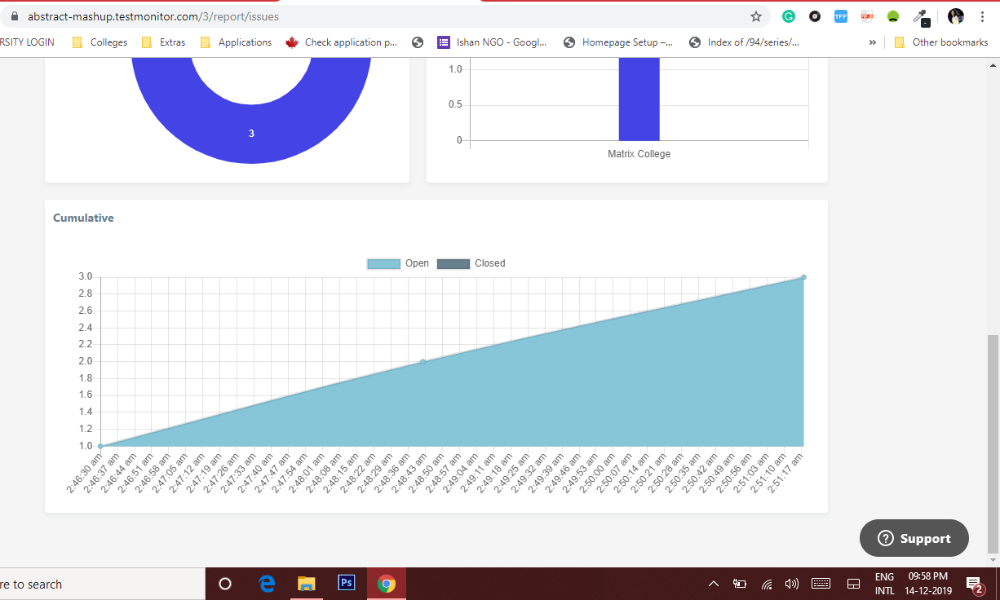 abstract-mashup.testmonitor.com/3/report/issues
TFF
RSITY LOGIN
Colleges
Extras
Applications
Check application p...
Ishan NGO - Googl...
Homepage Setup –...
Index of /94/series/...
»
Other bookmarks
3
1.0
0.5
0
Matrix College
Cumulative
Open
Closed
3.0
2.8
2.6
2.4
2.2
2.0
1.8
1.6
1.4
1.2
1.0
2:46:30 am
2:46:37 am
2:46:44 am
2:46:51 am
2:46:58 am
2:47:05 am
2:47:12 am
2:47:19 am
2:47:26 am
2:47:33 am
2:47:40 am
2:47:47 am
2:47:54 am
2:48:01 am
2:48:08 am
2:48:15 am
2:48:22 am
2:48:29 am
2:48:36 am
2:48:43 am
2:48:50 am
2:48:57 am
2:49:04 am
2:49:11 am
2:49:18 am
2:49:25 am
2:49:32 am
2:49:39 am
2:49:46 am
2:49:53 am
2:50:00 am
2:50:07 am
2:50:14 am
2:50:21 am
2:50:28 am
2:50:35 am
2:50:42 am
2:50:49 am
2:50:56 am
2:51:03 am
2:51:10 am
2:51:17 am
? Support
re to search
Ps
ENG
INTL
09:58 PM
14-12-2019
2